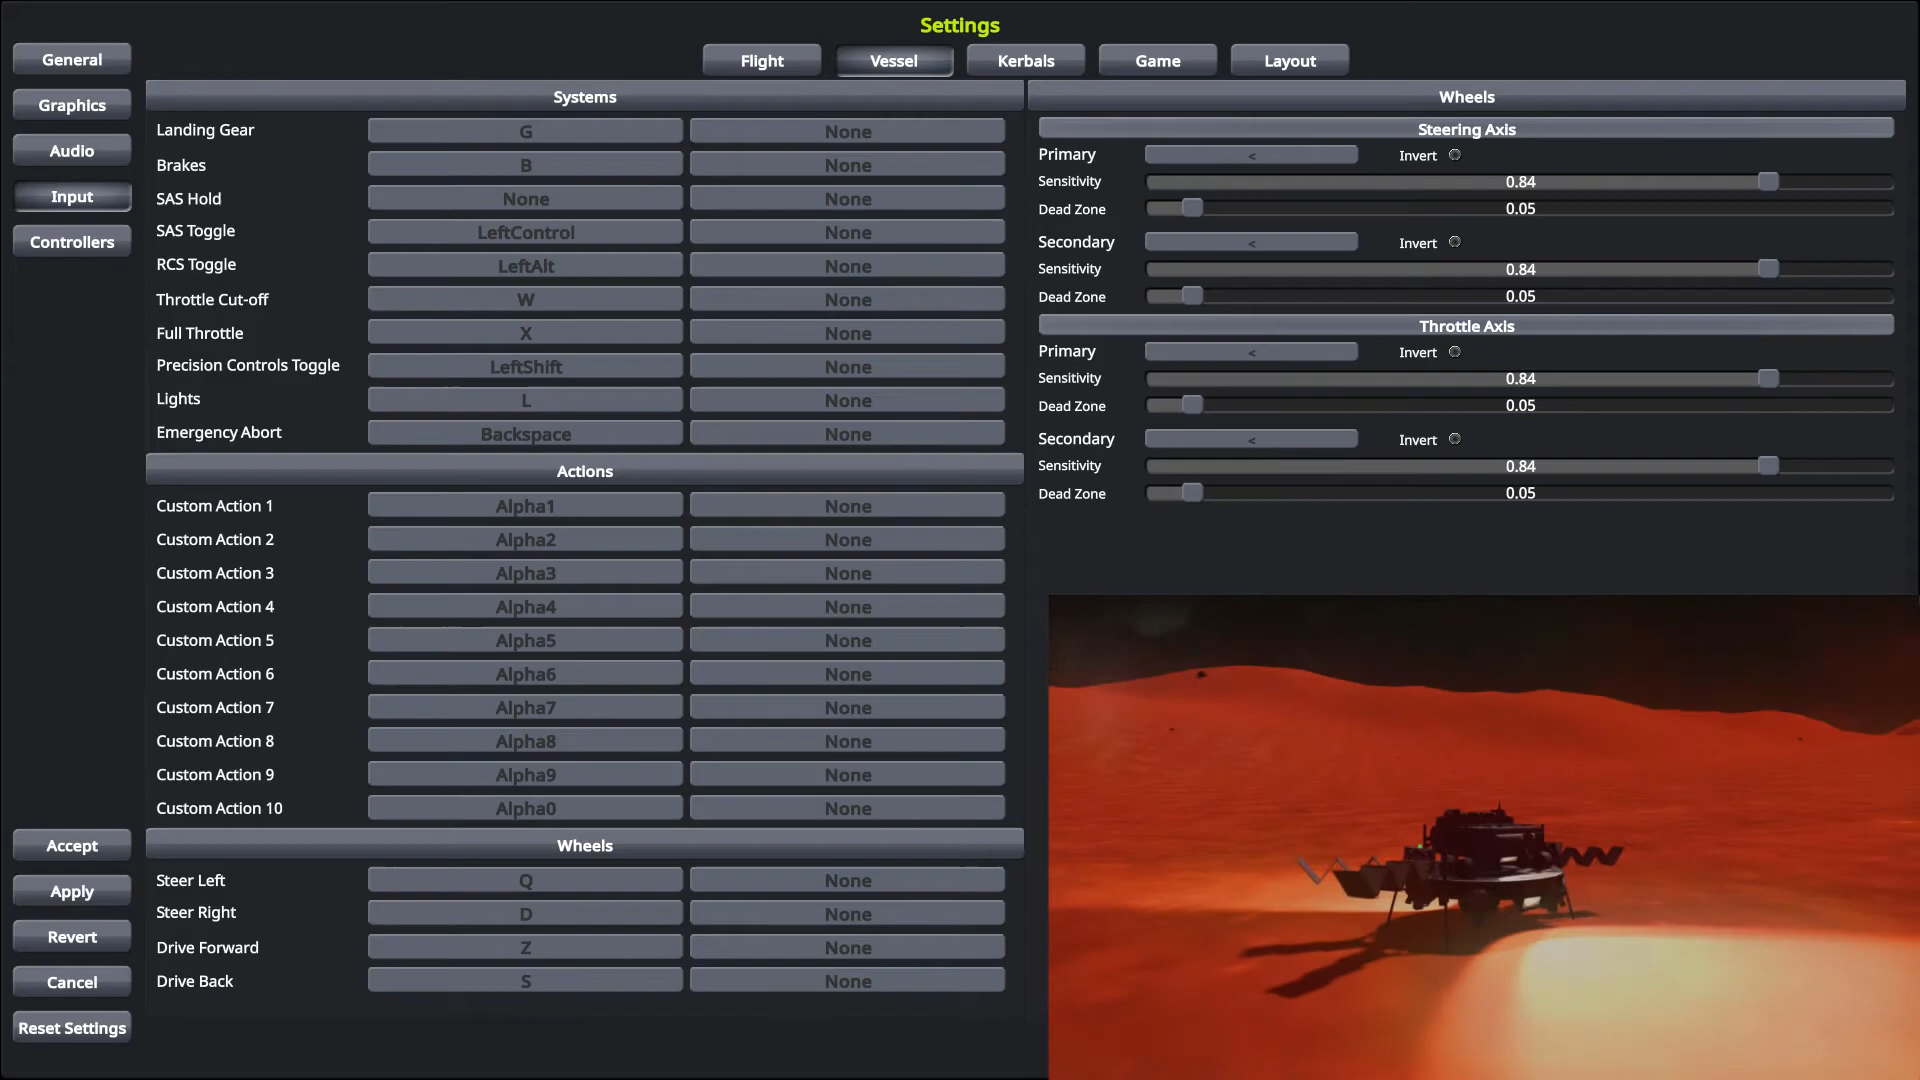 Settings
General
Graphics
Audio
Input
Controllers
Flight Vessel Kerbals Game Layout
Systems
Landing Gear G None
Brakes B None
SAS Hold None None
SAS Toggle LeftControl None
RCS Toggle LeftAlt None
Throttle Cut-off W None
Full Throttle X None
Precision Controls Toggle LeftShift None
Lights L None
Emergency Abort Backspace None
Actions
Custom Action 1 Alpha1 None
Custom Action 2 Alpha2 None
Custom Action 3 Alpha3 None
Custom Action 4 Alpha4 None
Custom Action 5 Alpha5 None
Custom Action 6 Alpha6 None
Custom Action 7 Alpha7 None
Custom Action 8 Alpha8 None
Custom Action 9 Alpha9 None
Custom Action 10 Alpha0 None
Wheels
Steer Left Q None
Steer Right D None
Drive Forward Z None
Drive Back S None
Wheels
Steering Axis
Primary < Invert
Sensitivity 0.84
Dead Zone 0.05
Secondary < Invert
Sensitivity 0.84
Dead Zone 0.05
Throttle Axis
Primary < Invert
Sensitivity 0.84
Dead Zone 0.05
Secondary < Invert
Sensitivity 0.84
Dead Zone 0.05
Accept
Apply
Revert
Cancel
Reset Settings